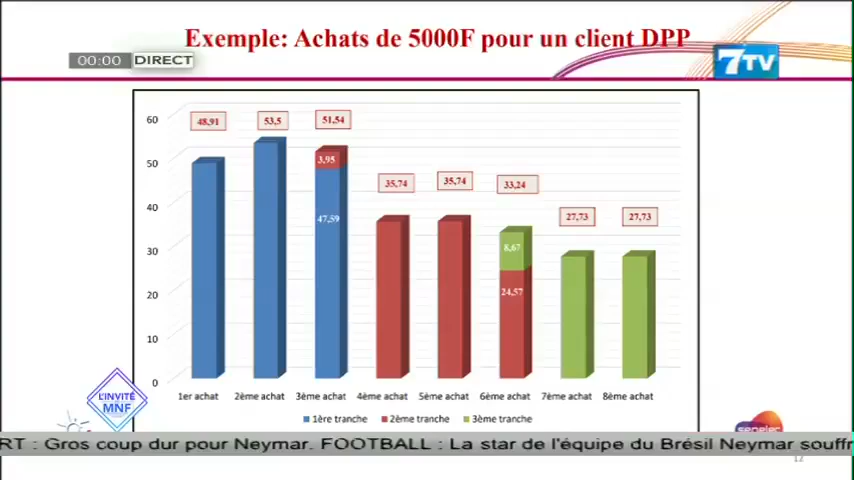 Exemple: Achats de 5000F pour un client DPP
00:00 DIRECT
7TV
48,91 53,5 51,54
35,74 35,74 33,24
27,73 27,73
3,95
47,59
8,67
24,57
60
50
40
30
20
10
0
1er achat 2ème achat 3ème achat 4ème achat 5ème achat 6ème achat 7ème achat 8ème achat
1ère tranche 2ème tranche 3ème tranche
L'INVITÉ
MNF
senelec
RT : Gros coup dur pour Neymar. FOOTBALL : La star de l'équipe du Brésil Neymar souffr
12